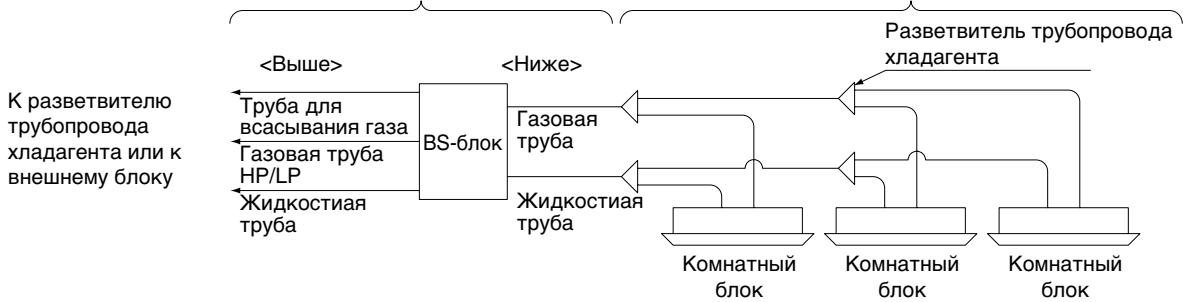 Разветвитель трубопровода
хладагента
<Выше>
<Ниже>
К разветвителю
трубопровода
хладагента или к
внешнему блоку
Труба для
всасывания газа
Газовая труба
HP/LP
Жидкостиая
труба
BS-блок
Газовая
труба
Жидкостиая
труба
Комнатный
блок
Комнатный
блок
Комнатный
блок